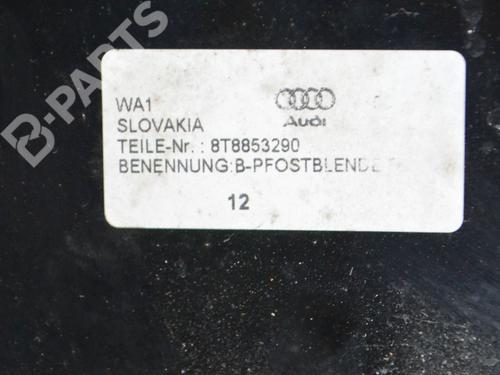 B-PARTS
WA1
SLOVAKIA
Audi
TEILE-Nr. : 8T8853290
BENENNUNG:B-PFOSTBLENDE
12